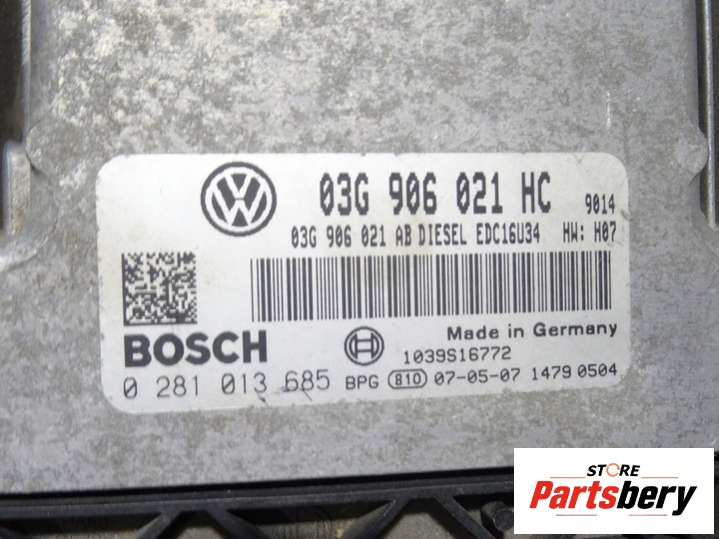 03G 906 021 HC 9014
03G 906 021 AB DIESEL EDC16U34 HW: H07
BOSCH
Made in Germany
1039S16772
0 281 013 685 BPG 810 07-05-07 1479 0504
STORE
Partsbery